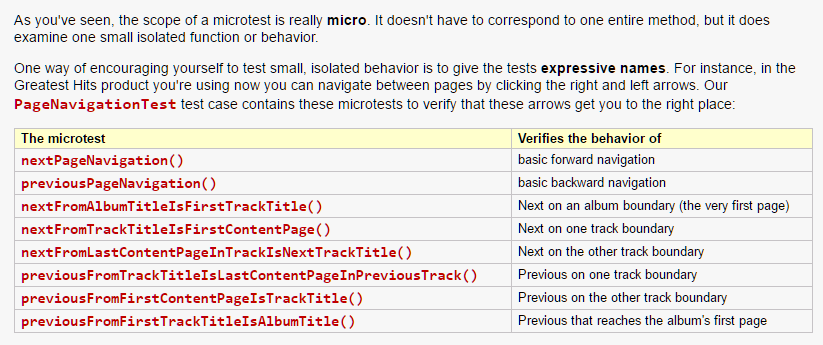 As you've seen, the scope of a microtest is really micro. It doesn't have to correspond to one entire method, but it does
examine one small isolated function or behavior.
One way of encouraging yourself to test small, isolated behavior is to give the tests expressive names. For instance, in the
Greatest Hits product you're using now you can navigate between pages by clicking the right and left arrows. Our
PageNavigationTest test case contains these microtests to verify that these arrows get you to the right place:
The microtest Verifies the behavior of
nextPageNavigation() basic forward navigation
previousPageNavigation() basic backward navigation
nextFromAlbumTitleIsFirstTrackTitle() Next on an album boundary (the very first page)
nextFromTrackTitleIsFirstContentPage() Next on one track boundary
nextFromLastContentPageInTrackIsNextTrackTitle() Next on the other track boundary
previousFromTrackTitleIsLastContentPageInPreviousTrack() Previous on one track boundary
previousFromFirstContentPageIsTrackTitle() Previous on the other track boundary
previousFromFirstTrackTitleIsAlbumTitle() Previous that reaches the album's first page